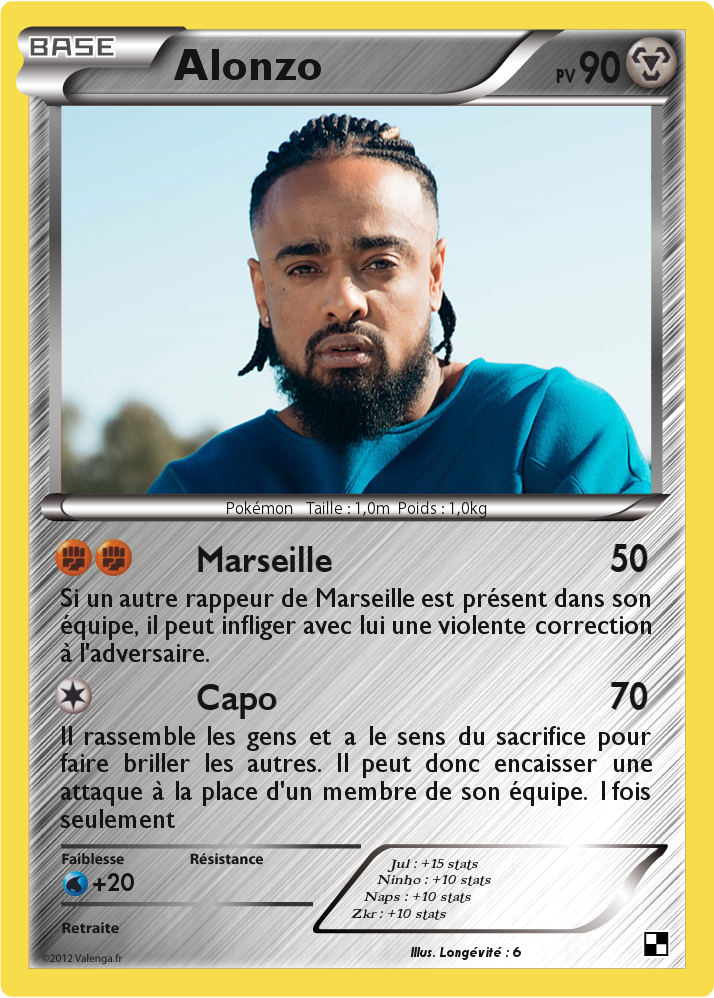 BASE
Alonzo
PV 90
Pokémon Taille : 1,0m Poids : 1,0kg
Marseille 50
Si un autre rappeur de Marseille est présent dans son
équipe, il peut infliger avec lui une violente correction
à l'adversaire.
Capo 70
Il rassemble les gens et a le sens du sacrifice pour
faire briller les autres. Il peut donc encaisser une
attaque à la place d'un membre de son équipe. 1 fois
seulement
Faiblesse Résistance
+20
Jul : +15 stats
Ninho : +10 stats
Naps : +10 stats
Zkr : +10 stats
Retraite
Illus. Longévité : 6
©2012 Valenga.fr